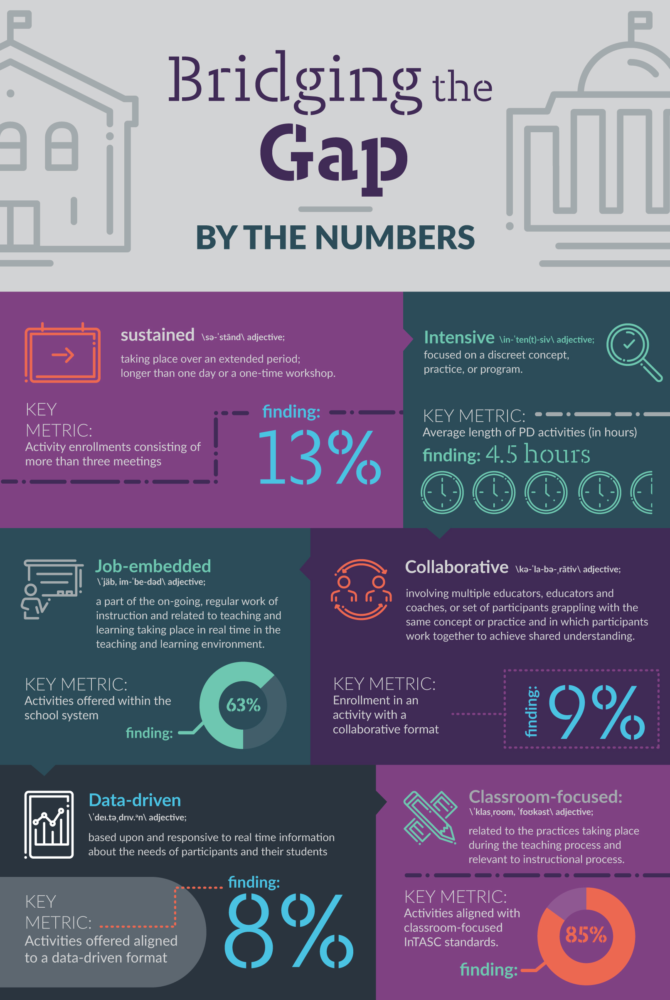 Bridging the
Gap
BY THE NUMBERS
sustained \sə-ˈstānd\ adjective;
taking place over an extended period;
longer than one day or a one-time workshop.
KEY
METRIC:
Activity enrollments consisting of
more than three meetings
finding:
13%
Intensive \in-ˈten(t)-siv\ adjective;
focused on a discreet concept,
practice, or program.
KEY METRIC:
Average length of PD activities (in hours)
finding: 4.5 hours
Job-embedded
\ˈjäb, im-ˈbe-dəd\ adjective;
a part of the on-going, regular work of
instruction and related to teaching and
learning taking place in real time in the
teaching and learning environment.
KEY METRIC:
Activities offered within the
school system
finding:
63%
Collaborative \kə-ˈla-bə-ˌrātiv\ adjective;
involving multiple educators, educators and
coaches, or set of participants grappling with the
same concept or practice and in which participants
work together to achieve shared understanding.
KEY METRIC:
Enrollment in an
activity with a
collaborative format
finding:
9%
Data-driven
\ˈdeɪ.təˌdrɪv.ᵊn\ adjective;
based upon and responsive to real time information
about the needs of participants and their students
KEY
METRIC:
Activities offered aligned
to a data-driven format
finding:
8%
Classroom-focused:
\ˈklasˌroom, ˈfoʊkəst\ adjective;
related to the practices taking place
during the teaching process and
relevant to instructional process.
KEY METRIC:
Activities aligned with
classroom-focused
InTASC standards.
finding:
85%